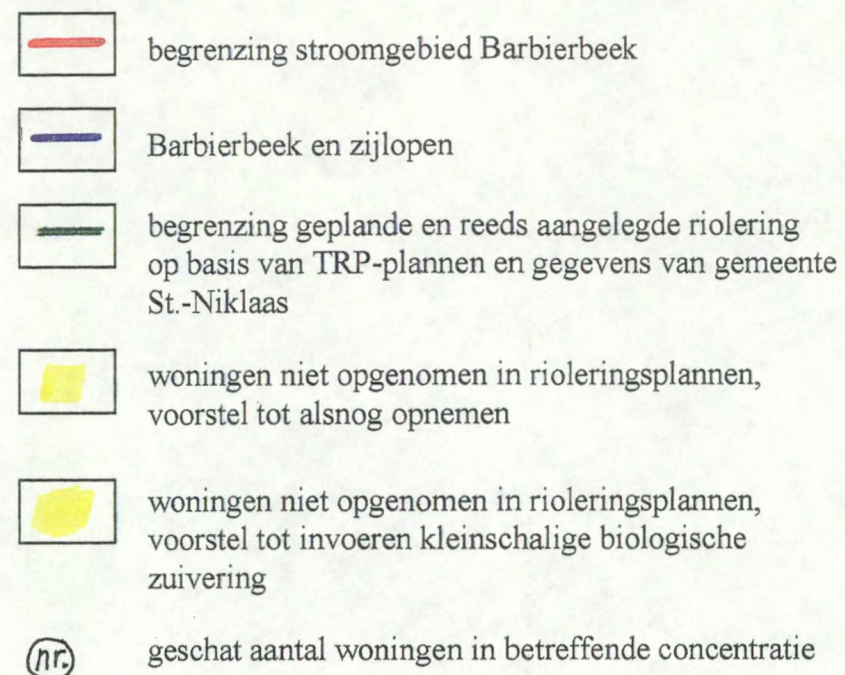 begrenzing stroomgebied Barbierbeek
Barbierbeek en zijlopen
begrenzing geplande en reeds aangelegde riolering
op basis van TRP-plannen en gegevens van gemeente
St.-Niklaas
woningen niet opgenomen in rioleringsplannen,
voorstel tot alsnog opnemen
woningen niet opgenomen in rioleringsplannen,
voorstel tot invoeren kleinschalige biologische
zuivering
nr. geschat aantal woningen in betreffende concentratie